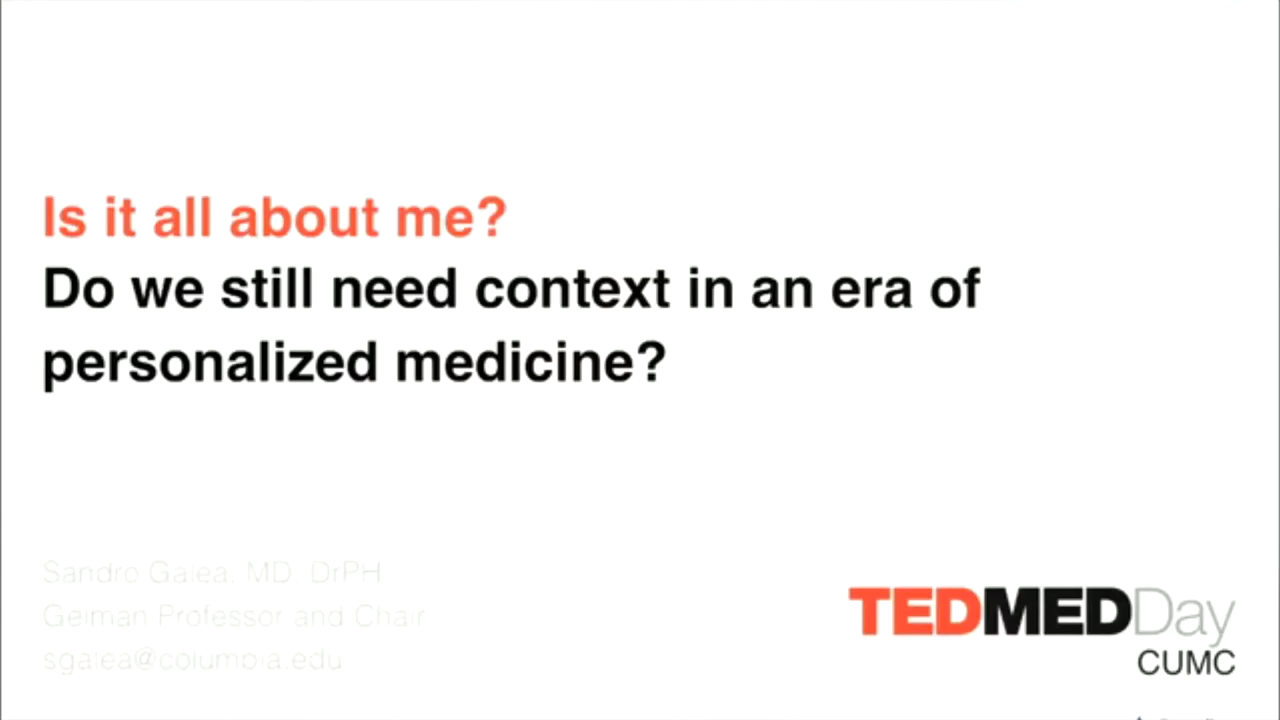 Is it all about me?
Do we still need context in an era of
personalized medicine?
Sandro Galea, MD, DrPH
Gelman Professor and Chair
sgalea@columbia.edu
TEDMEDDay
CUMC